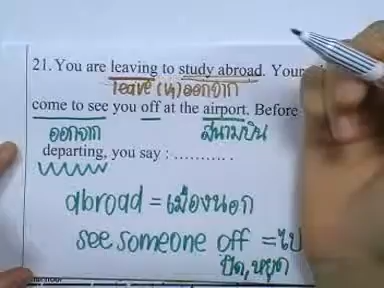 21. You are leaving to study abroad. Your
leave (v) ออกจาก
come to see you off at the airport. Before
ออกจาก สนามบิน
departing, you say : ..........
abroad = เมืองนอก
see someone off = ไป
ปิด, หยุด